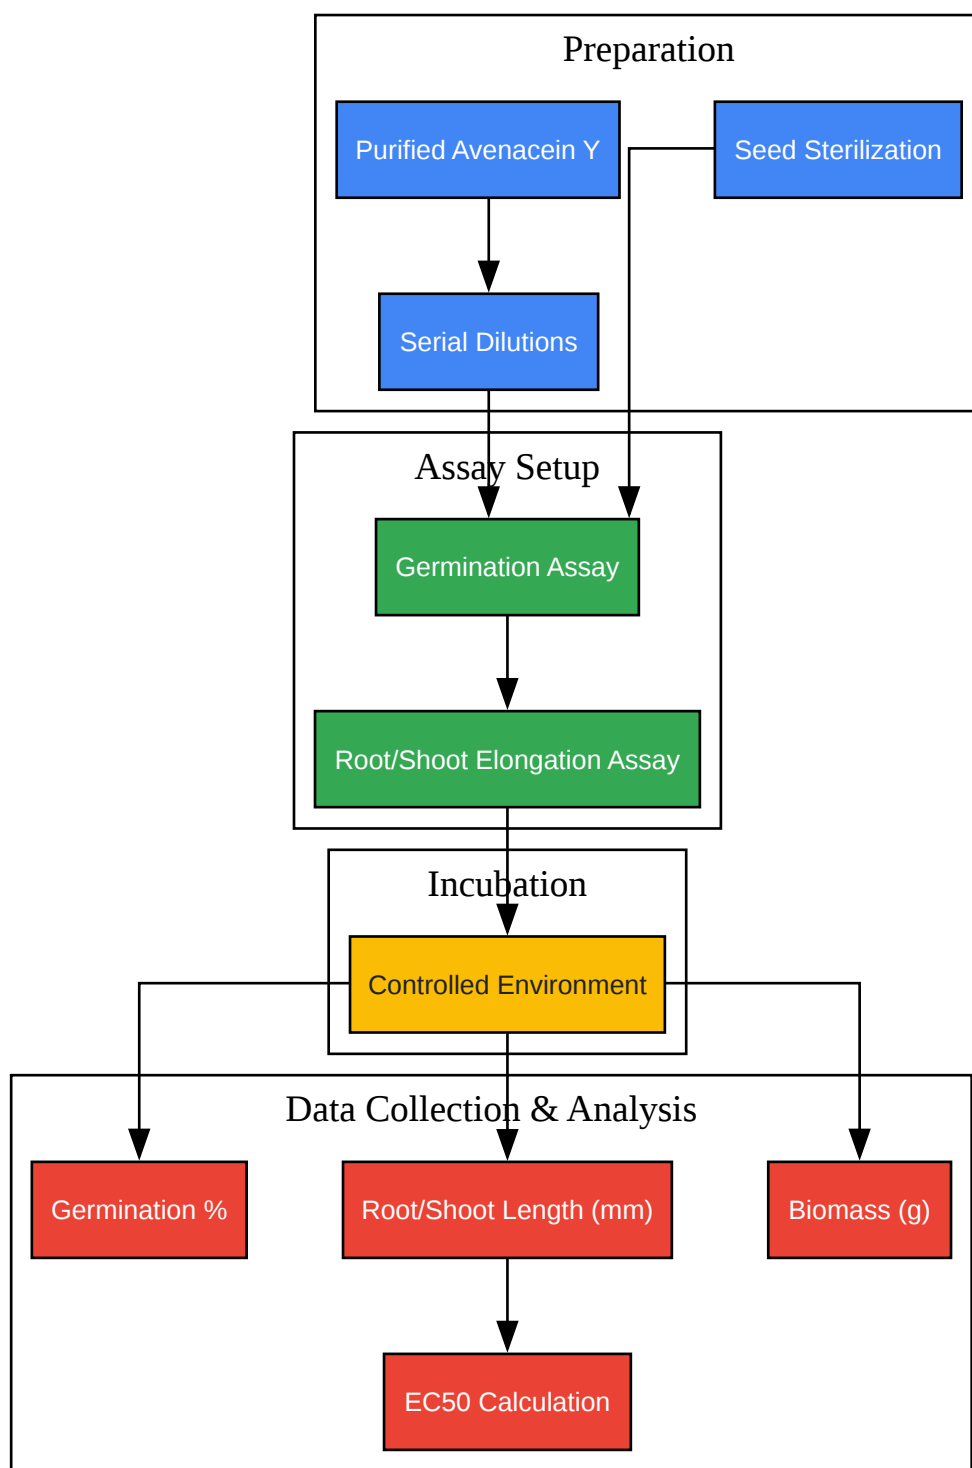 Preparation
Purified Avenacein Y
Seed Sterilization
Serial Dilutions
Assay Setup
Germination Assay
Root/Shoot Elongation Assay
Incubation
Controlled Environment
Data Collection & Analysis
Germination %
Root/Shoot Length (mm)
Biomass (g)
EC50 Calculation